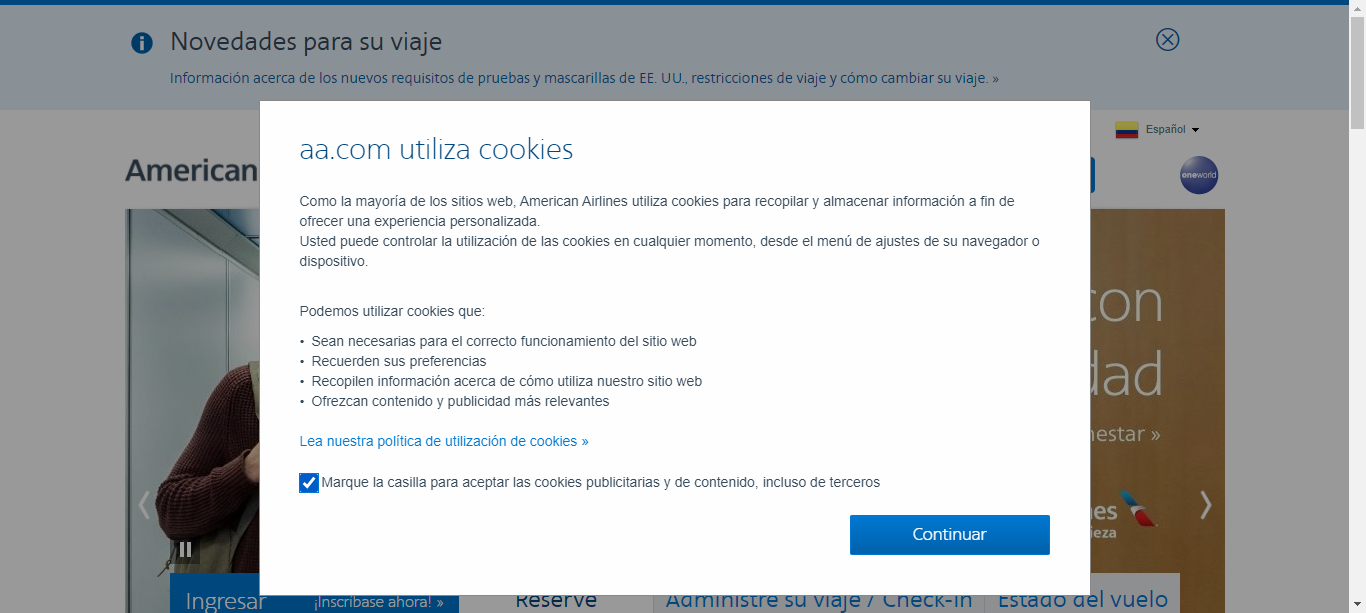 Novedades para su viaje
Información acerca de los nuevos requisitos de pruebas y mascarillas de EE. UU., restricciones de viaje y cómo cambiar su viaje. »
Español
American
oneworld
aa.com utiliza cookies
Como la mayoría de los sitios web, American Airlines utiliza cookies para recopilar y almacenar información a fin de
ofrecer una experiencia personalizada.
Usted puede controlar la utilización de las cookies en cualquier momento, desde el menú de ajustes de su navegador o
dispositivo.
Podemos utilizar cookies que:
• Sean necesarias para el correcto funcionamiento del sitio web
• Recuerden sus preferencias
• Recopilen información acerca de cómo utiliza nuestro sitio web
• Ofrezcan contenido y publicidad más relevantes
Lea nuestra política de utilización de cookies »
Marque la casilla para aceptar las cookies publicitarias y de contenido, incluso de terceros
Continuar
con
dad
nestar »
nes
ieza
Ingresar
¡Inscríbase ahora! »
Reserve
Administre su viaje / Check-in
Estado del vuelo